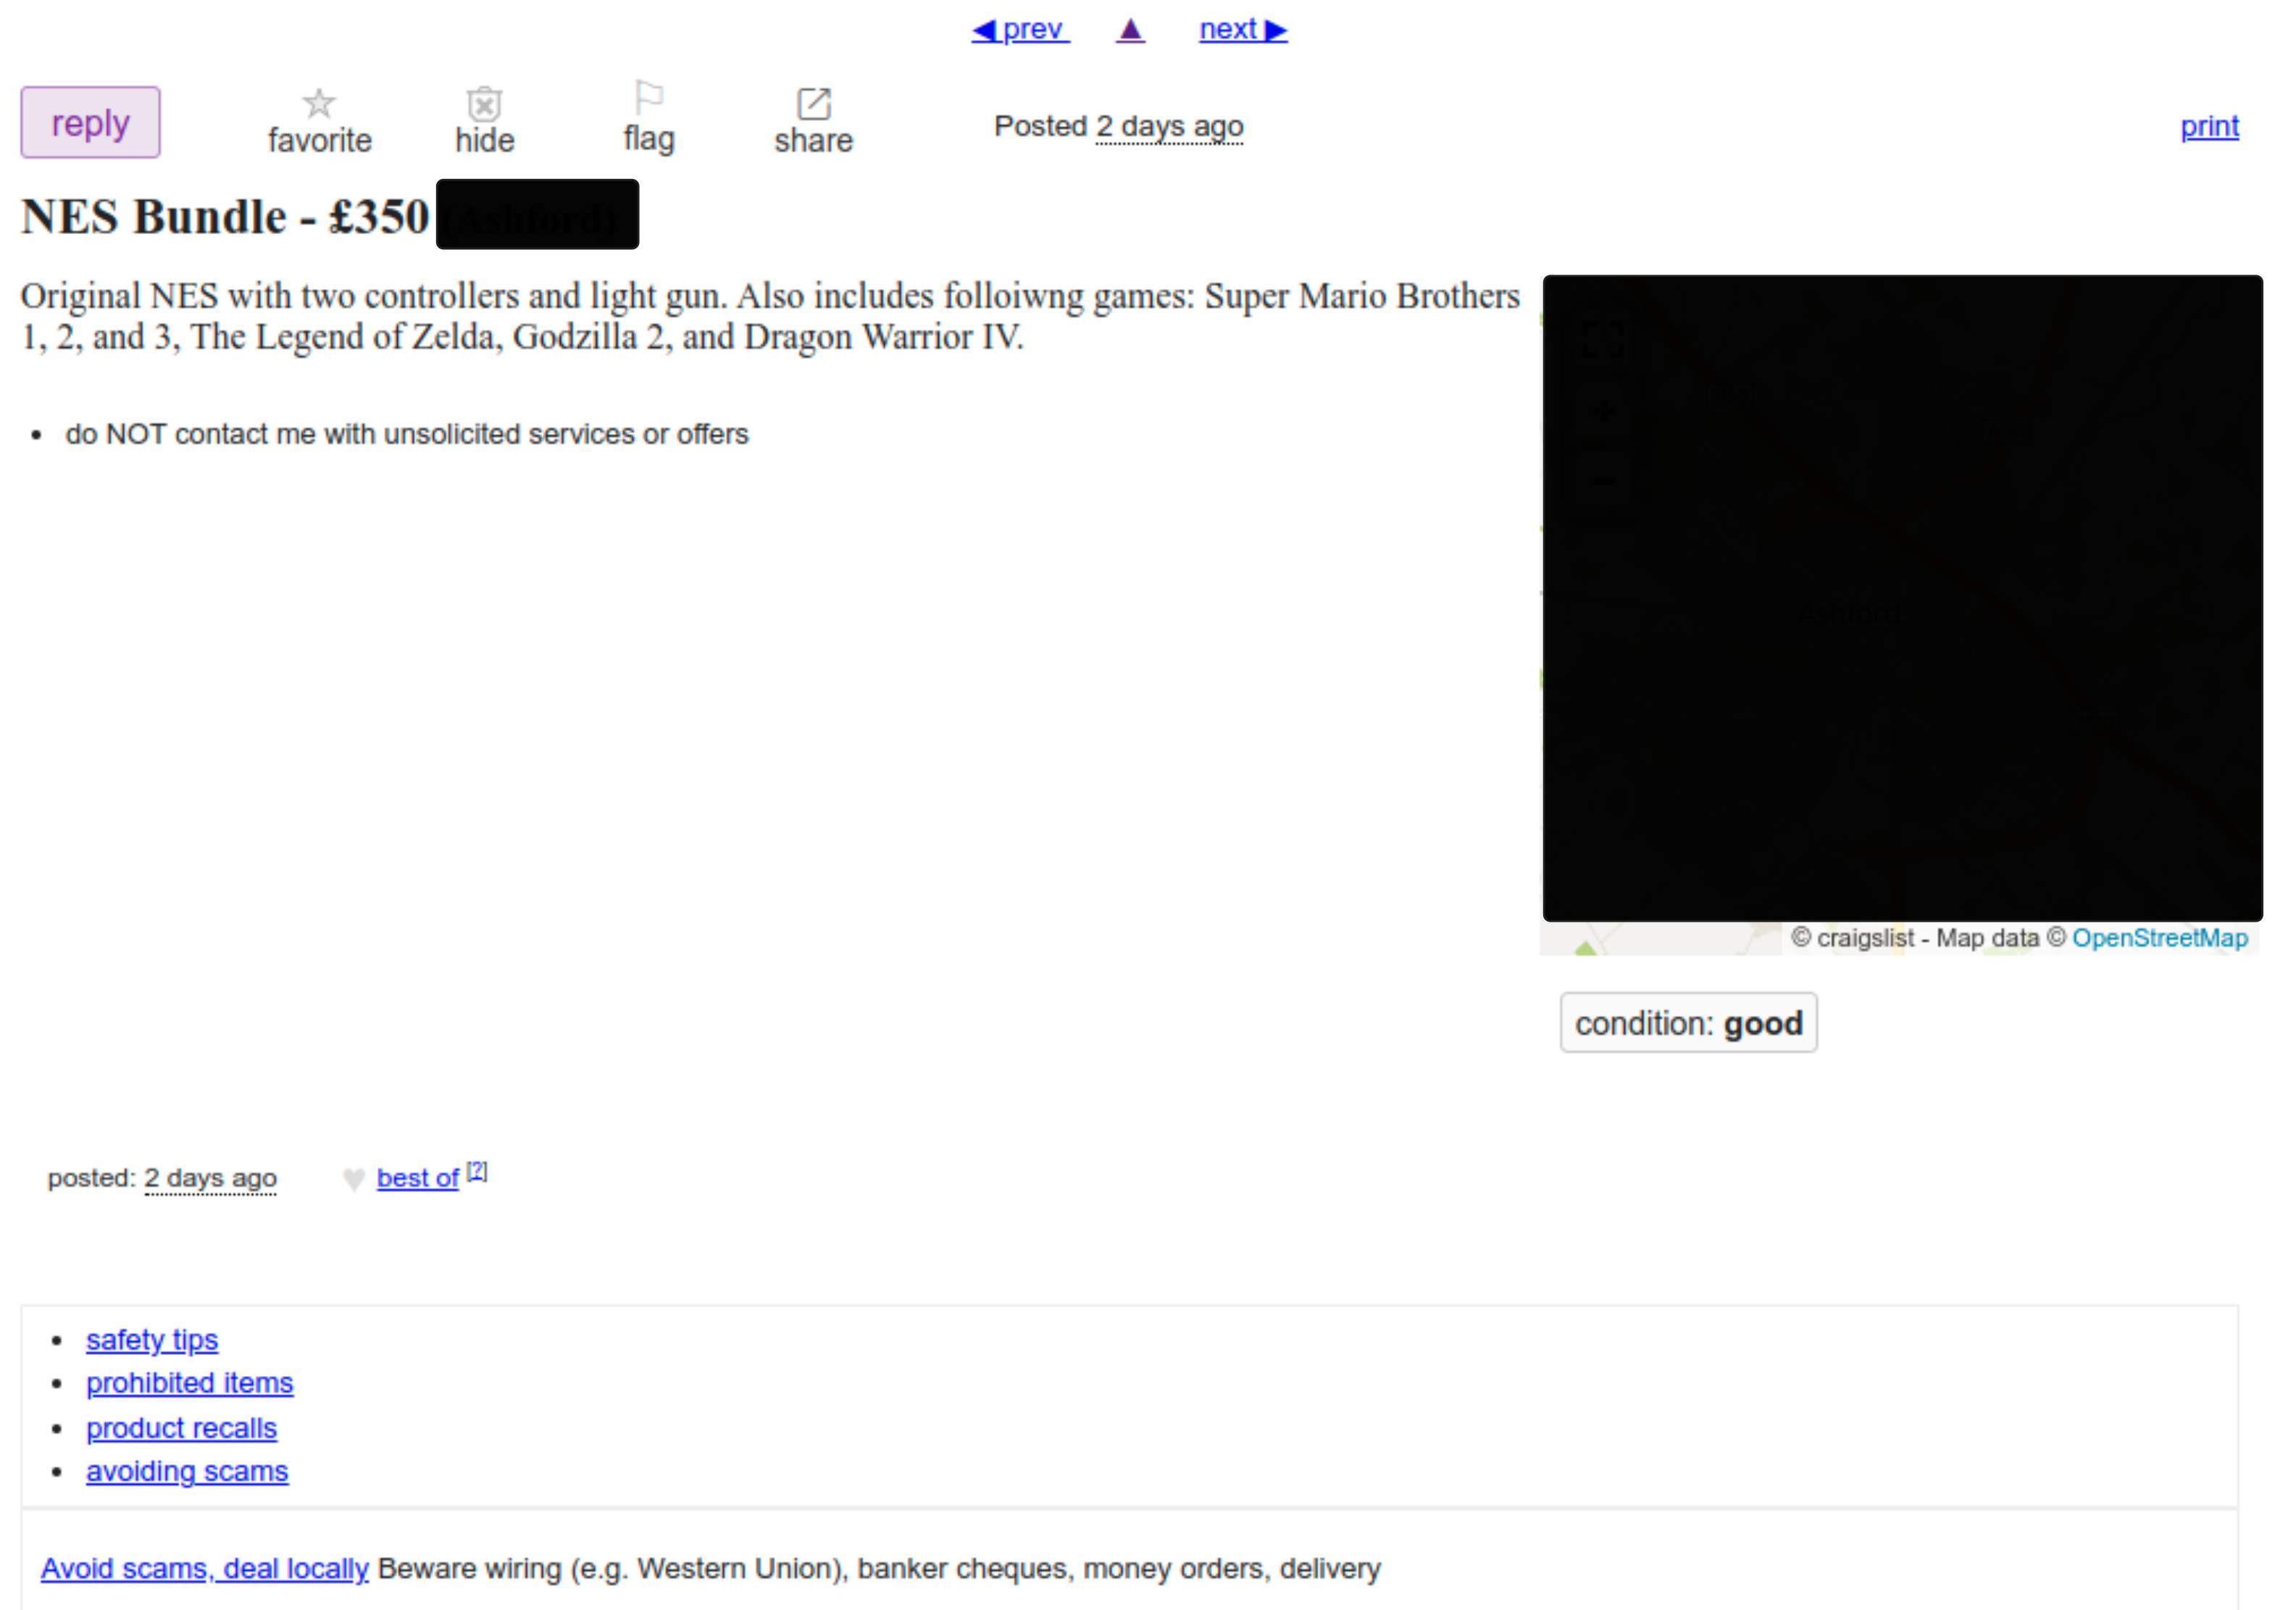 ◀ prev ▲ next ▶
reply
favorite hide flag share
Posted 2 days ago
print
NES Bundle - £350
Original NES with two controllers and light gun. Also includes folloiwng games: Super Mario Brothers
1, 2, and 3, The Legend of Zelda, Godzilla 2, and Dragon Warrior IV.
• do NOT contact me with unsolicited services or offers
© craigslist - Map data © OpenStreetMap
condition: good
posted: 2 days ago ♥ best of [?]
• safety tips
• prohibited items
• product recalls
• avoiding scams
Avoid scams, deal locally Beware wiring (e.g. Western Union), banker cheques, money orders, delivery